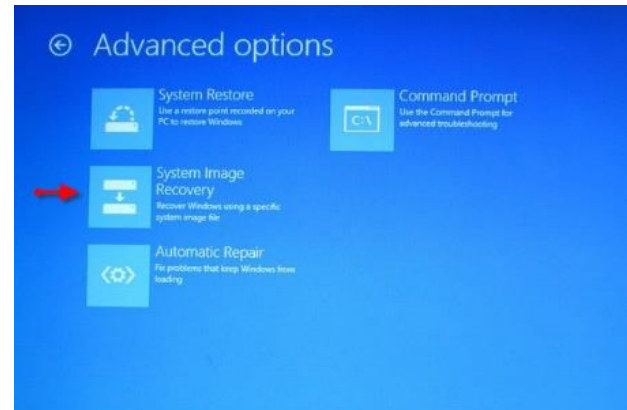 Advanced options
System Restore
Use a restore point recorded on your
PC to restore Windows
Command Prompt
Use the Command Prompt for
advanced troubleshooting
C:\
System Image
Recovery
Recover Windows using a specific
system image file
Automatic Repair
Fix problems that keep Windows from
loading